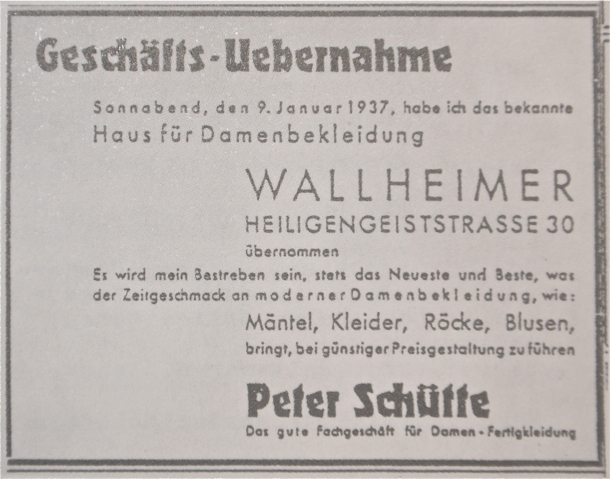 Geschäfts-Uebernahme
Sonnabend, den 9. Januar 1937, habe ich das bekannte
Haus für Damenbekleidung
WALLHEIMER
HEILIGENGEISTSTRASSE 30
übernommen
Es wird mein Bestreben sein, stets das Neueste und Beste, was
der Zeitgeschmack an moderner Damenbekleidung, wie:
Mäntel, Kleider, Röcke, Blusen,
bringt, bei günstiger Preisgestaltung zu führen
Peter Schütte
Das gute Fachgeschäft für Damen-Fertigkleidung